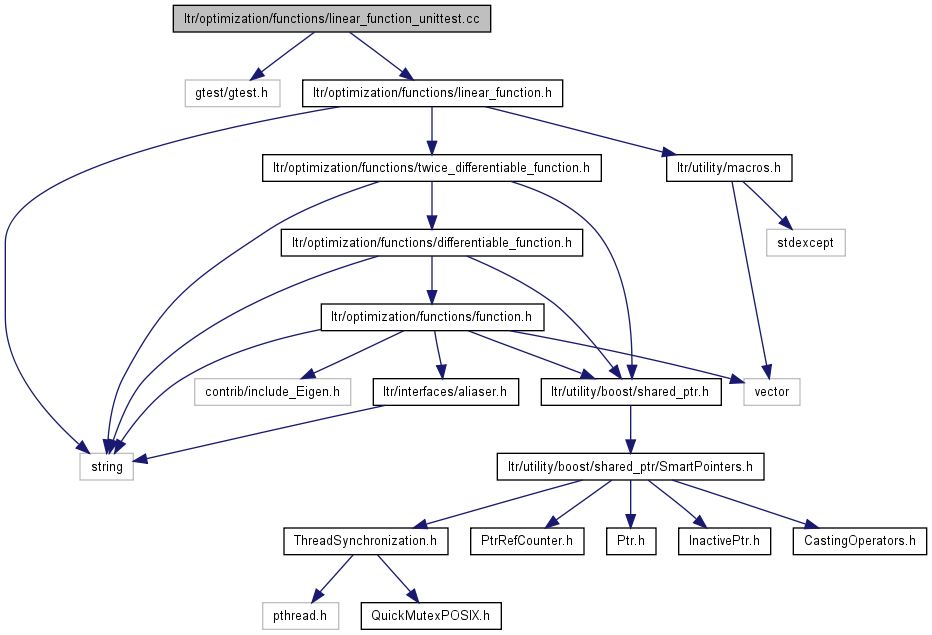 ltr/optimization/functions/linear_function_unittest.cc
gtest/gtest.h
ltr/optimization/functions/linear_function.h
ltr/optimization/functions/twice_differentiable_function.h
ltr/utility/macros.h
ltr/optimization/functions/differentiable_function.h
stdexcept
ltr/optimization/functions/function.h
contrib/include_Eigen.h
ltr/interfaces/aliaser.h
ltr/utility/boost/shared_ptr.h
vector
string
ltr/utility/boost/shared_ptr/SmartPointers.h
ThreadSynchronization.h
PtrRefCounter.h
Ptr.h
InactivePtr.h
CastingOperators.h
pthread.h
QuickMutexPOSIX.h